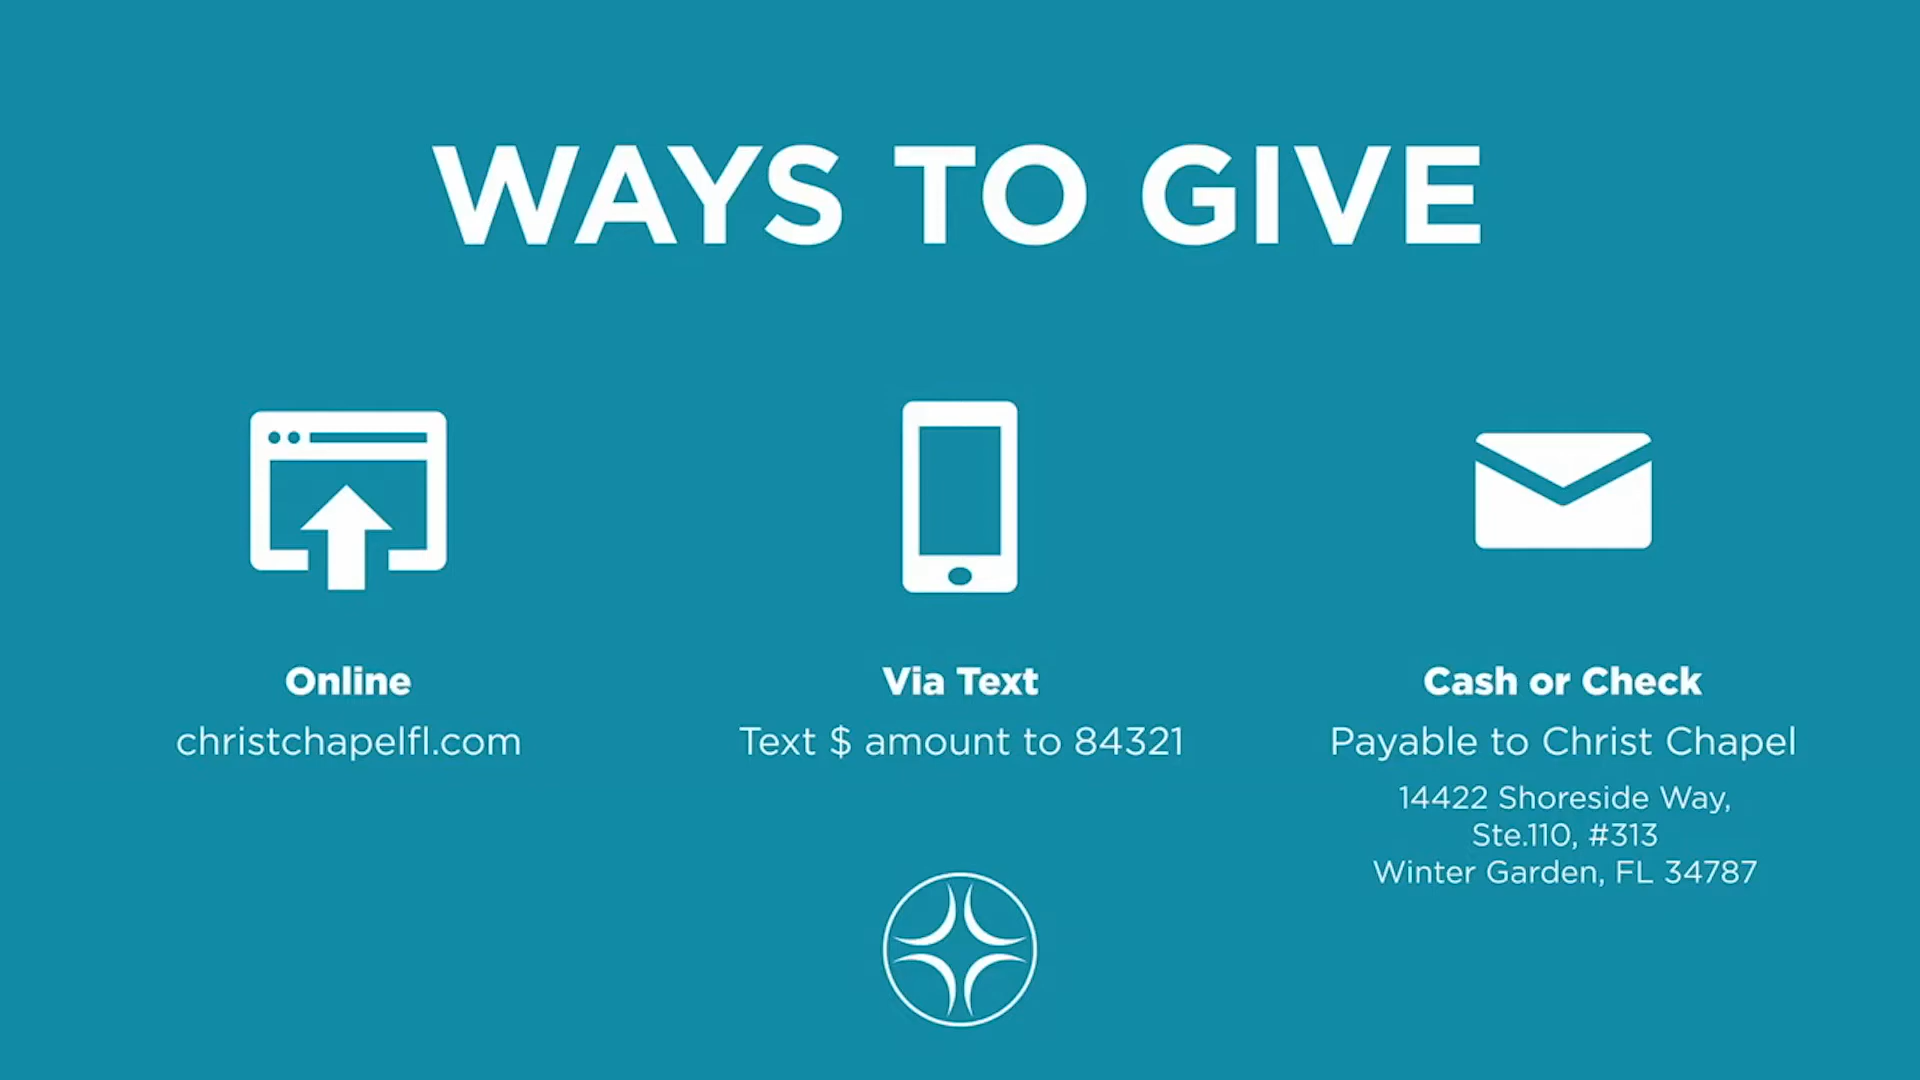 WAYS TO GIVE
Online
christchapelfl.com
Via Text
Text $ amount to 84321
Cash or Check
Payable to Christ Chapel
14422 Shoreside Way,
Ste.110, #313
Winter Garden, FL 34787